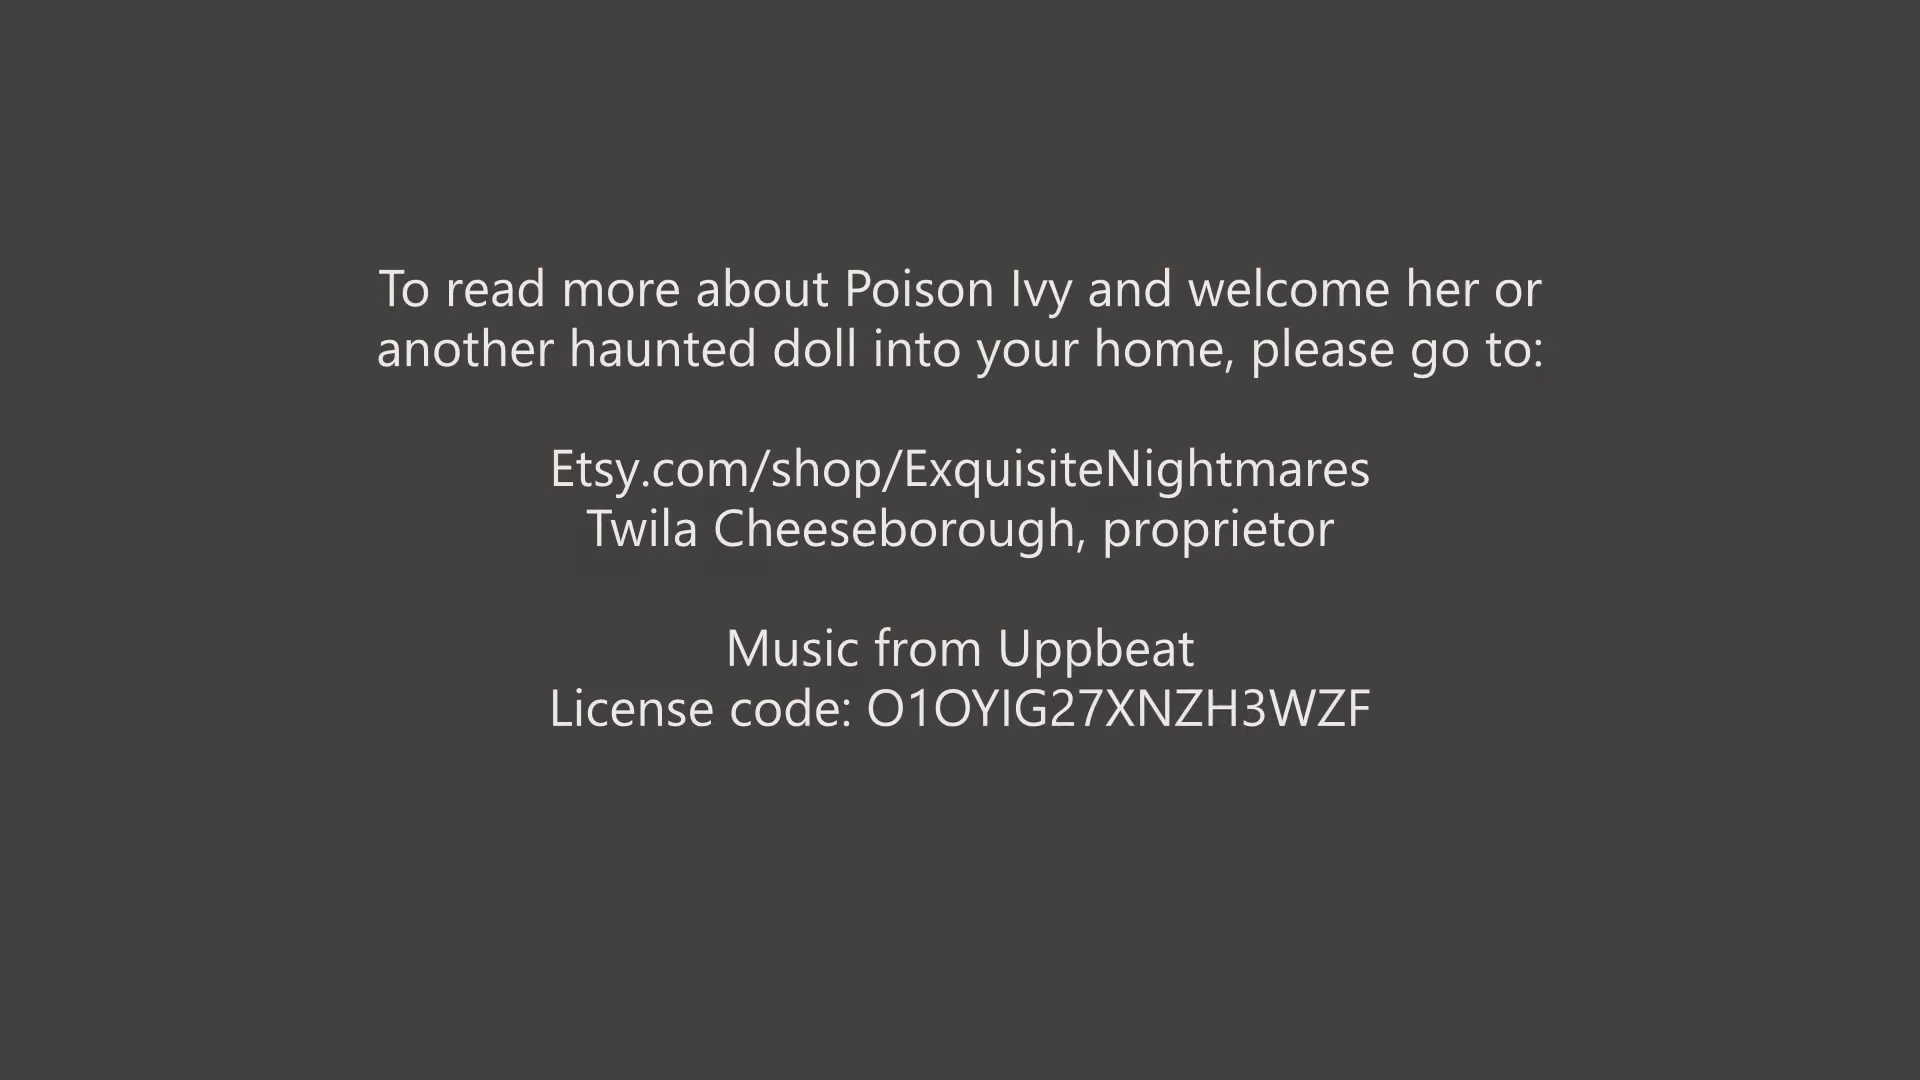 To read more about Poison Ivy and welcome her or
another haunted doll into your home, please go to:
Etsy.com/shop/ExquisiteNightmares
Twila Cheeseborough, proprietor
Music from Uppbeat
License code: O1OYIG27XNZH3WZF